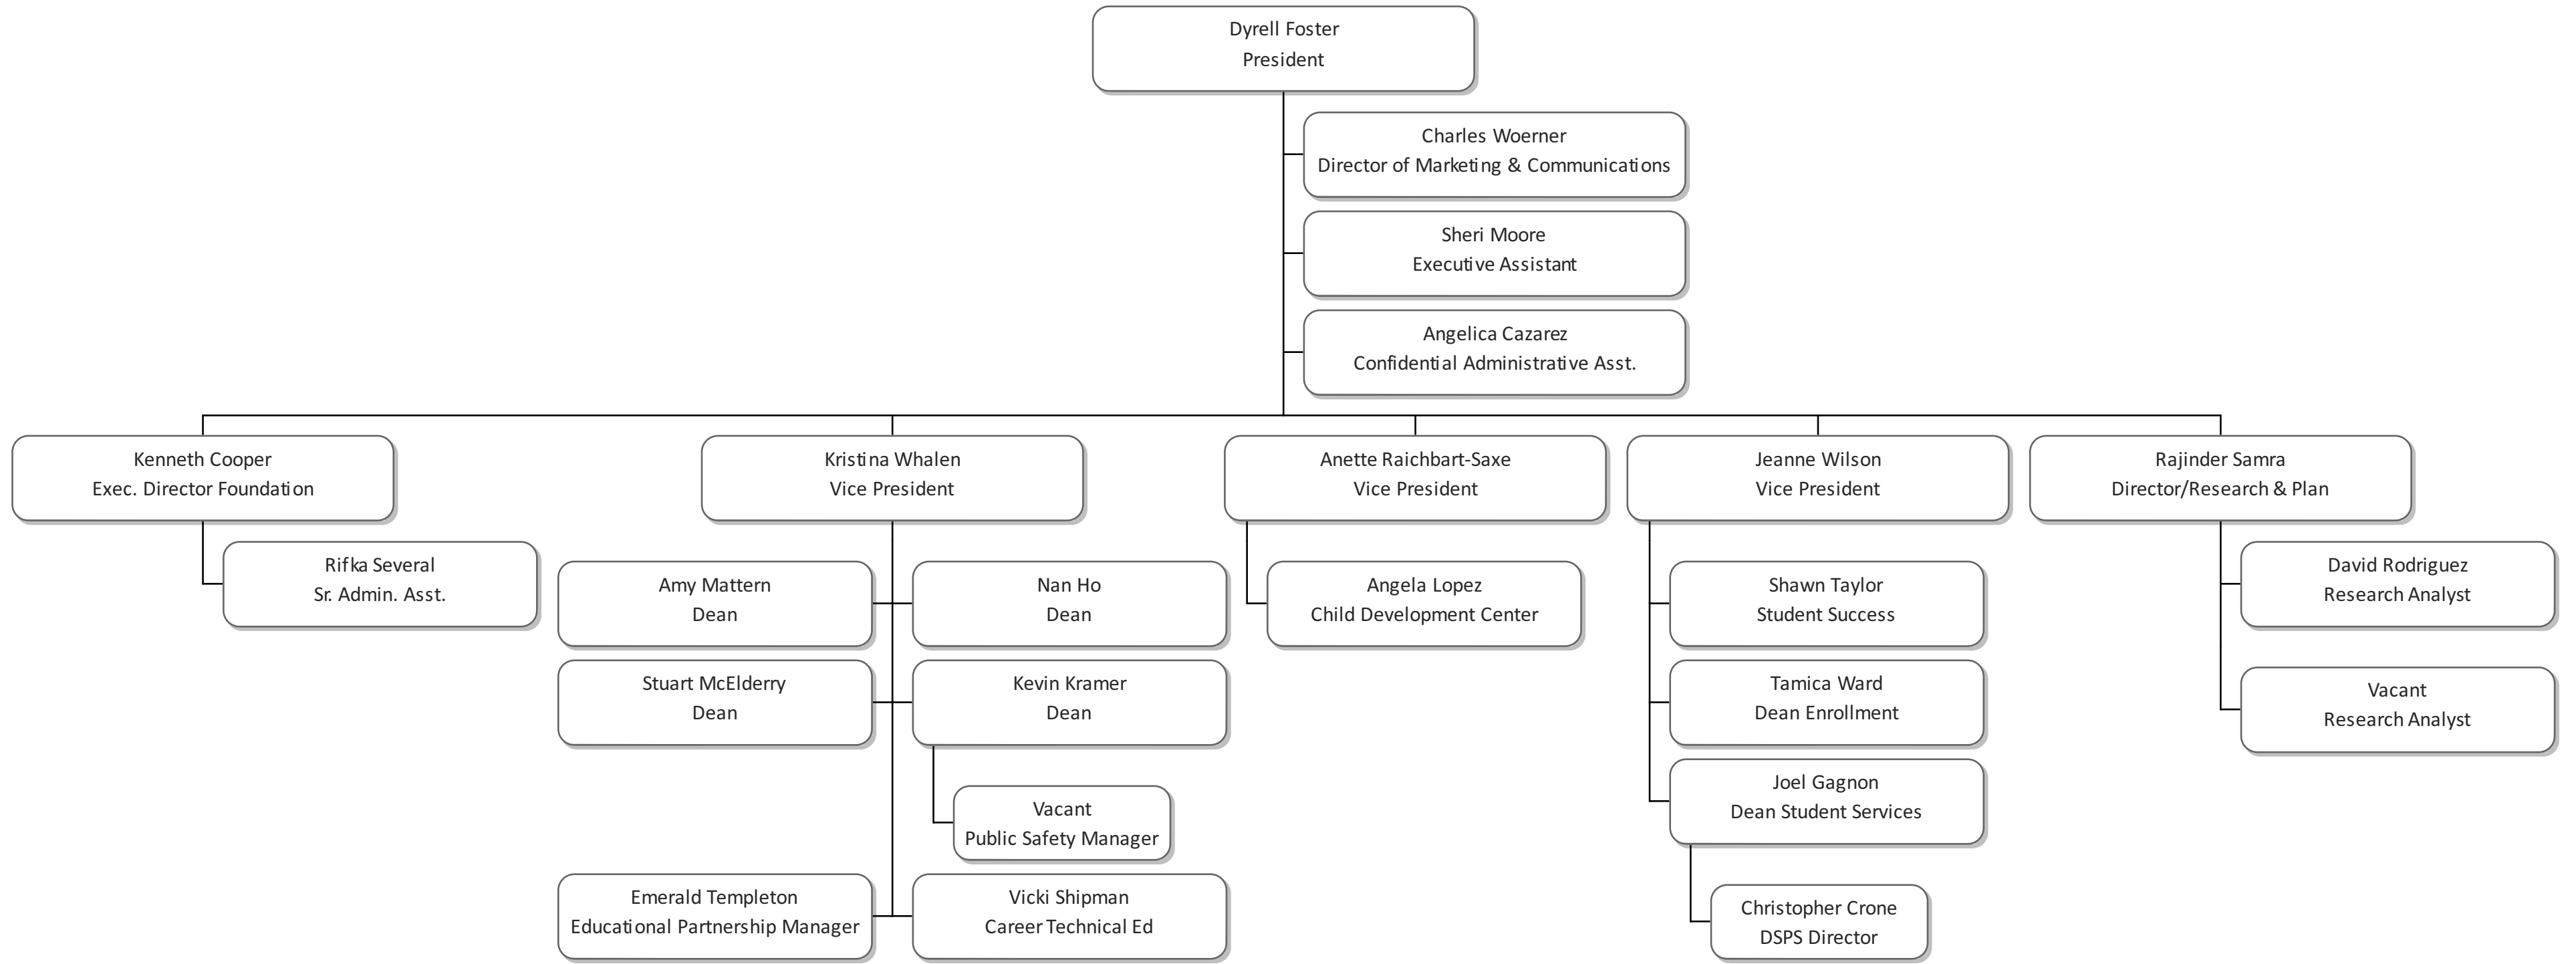 Dyrell Foster
President
Charles Woerner
Director of Marketing & Communications
Sheri Moore
Executive Assistant
Angelica Cazarez
Confidential Administrative Asst.
Kenneth Cooper
Exec. Director Foundation
Rifka Several
Sr. Admin. Asst.
Kristina Whalen
Vice President
Amy Mattern
Dean
Nan Ho
Dean
Stuart McElderry
Dean
Kevin Kramer
Dean
Vacant
Public Safety Manager
Emerald Templeton
Educational Partnership Manager
Vicki Shipman
Career Technical Ed
Anette Raichbart-Saxe
Vice President
Angela Lopez
Child Development Center
Jeanne Wilson
Vice President
Shawn Taylor
Student Success
Tamica Ward
Dean Enrollment
Joel Gagnon
Dean Student Services
Christopher Crone
DSPS Director
Rajinder Samra
Director/Research & Plan
David Rodriguez
Research Analyst
Vacant
Research Analyst